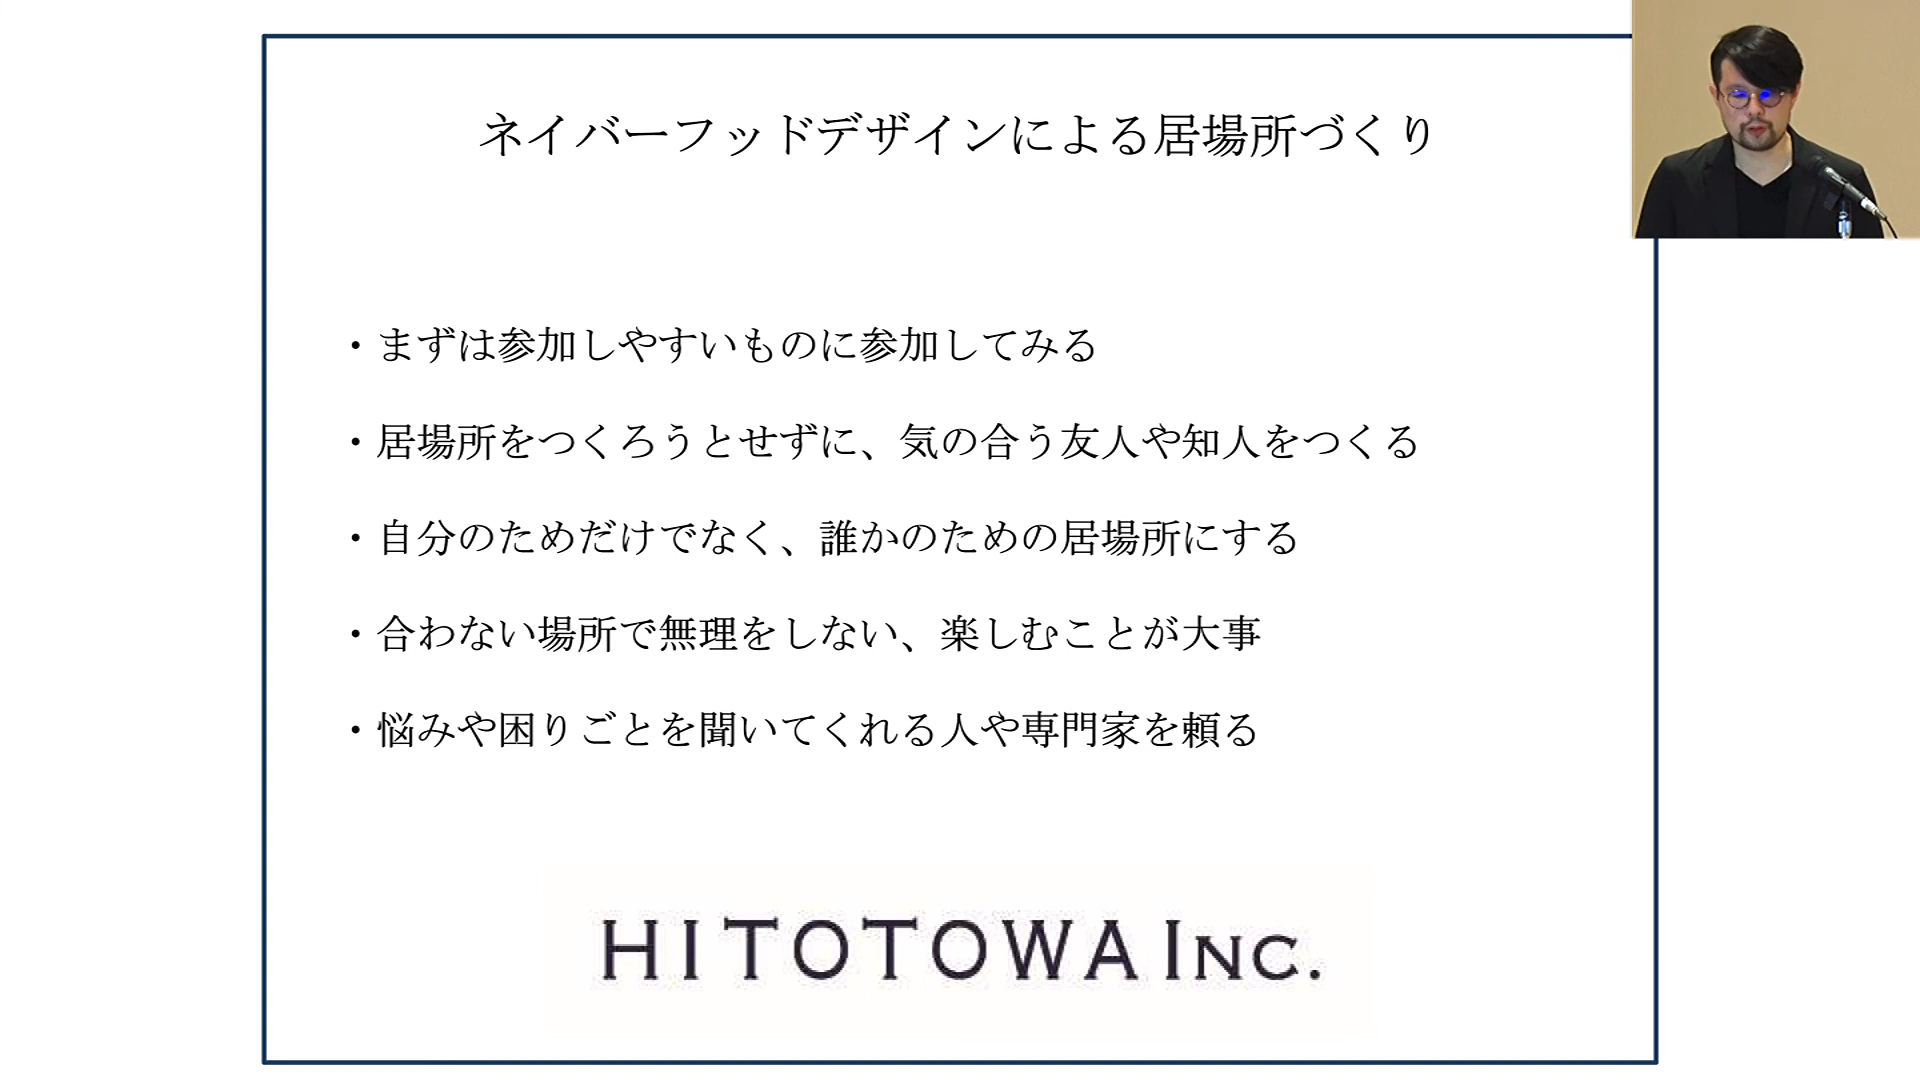 ネイバーフッドデザインによる居場所づくり
・まずは参加しやすいものに参加してみる
・居場所をつくろうとせずに、気の合う友人や知人をつくる
・自分のためだけでなく、誰かのための居場所にする
・合わない場所で無理をしない、楽しむことが大事
・悩みや困りごとを聞いてくれる人や専門家を頼る
HITOTOWA INC.